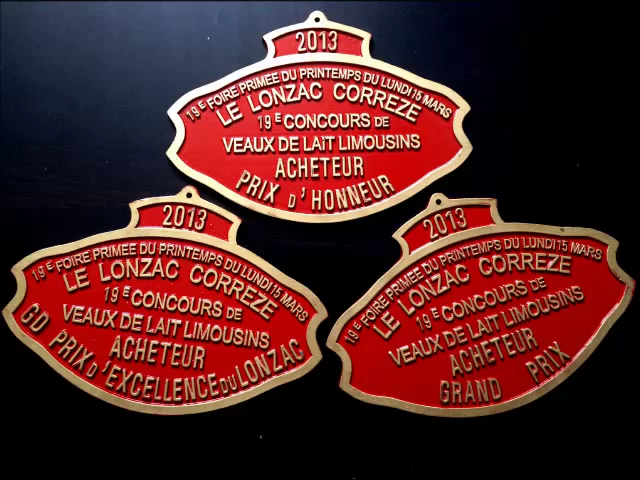 2013
19E FOIRE PRIMÉE DU PRINTEMPS DU LUNDI 15 MARS
LE LONZAC CORREZE
19E CONCOURS DE
VEAUX DE LAIT LIMOUSINS
ACHETEUR
PRIX D'HONNEUR
2013
19E FOIRE PRIMÉE DU PRINTEMPS DU LUNDI 15 MARS
LE LONZAC CORREZE
19E CONCOURS DE
VEAUX DE LAIT LIMOUSINS
ACHETEUR
GD PRIX D'EXCELLENCE DU LONZAC
2013
19E FOIRE PRIMÉE DU PRINTEMPS DU LUNDI 15 MARS
LE LONZAC CORREZE
19E CONCOURS DE
VEAUX DE LAIT LIMOUSINS
ACHETEUR
GRAND PRIX